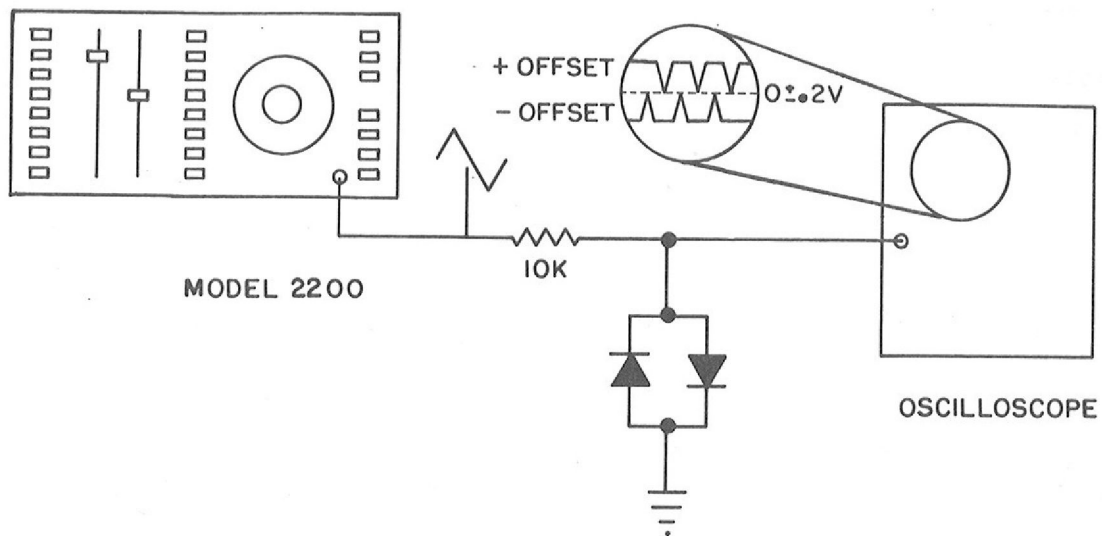 + OFFSET
- OFFSET
0±.2V
10K
MODEL 2200
OSCILLOSCOPE